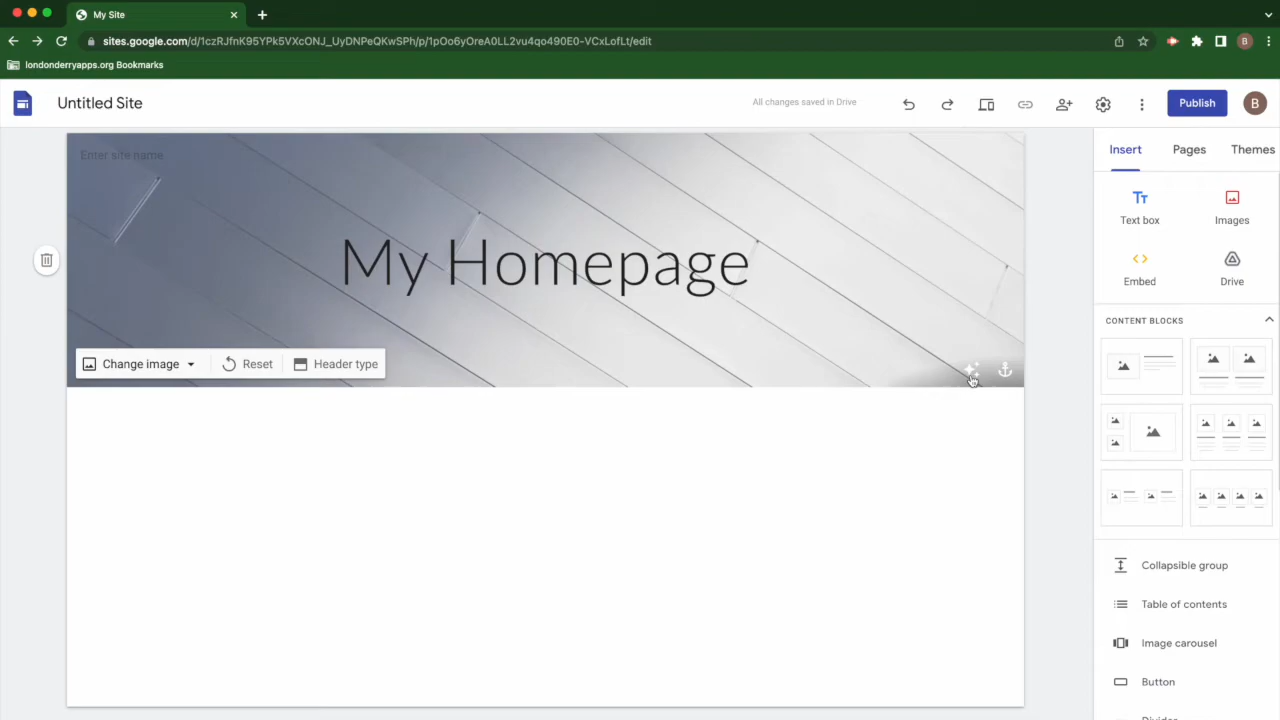 My Site
sites.google.com/d/1czRJfnK95YPk5VXcONJ_UyDNPeQKwSPh/p/1pOo6yOreA0LL2vu4qo490E0-VCxLofLt/edit
B
londonderryapps.org Bookmarks
Untitled Site
All changes saved in Drive
Publish
B
Enter site name
My Homepage
Change image
Reset
Header type
Insert
Pages
Themes
Tт
Text box
Images
Embed
Drive
CONTENT BLOCKS
Collapsible group
Table of contents
Image carousel
Button
Divider